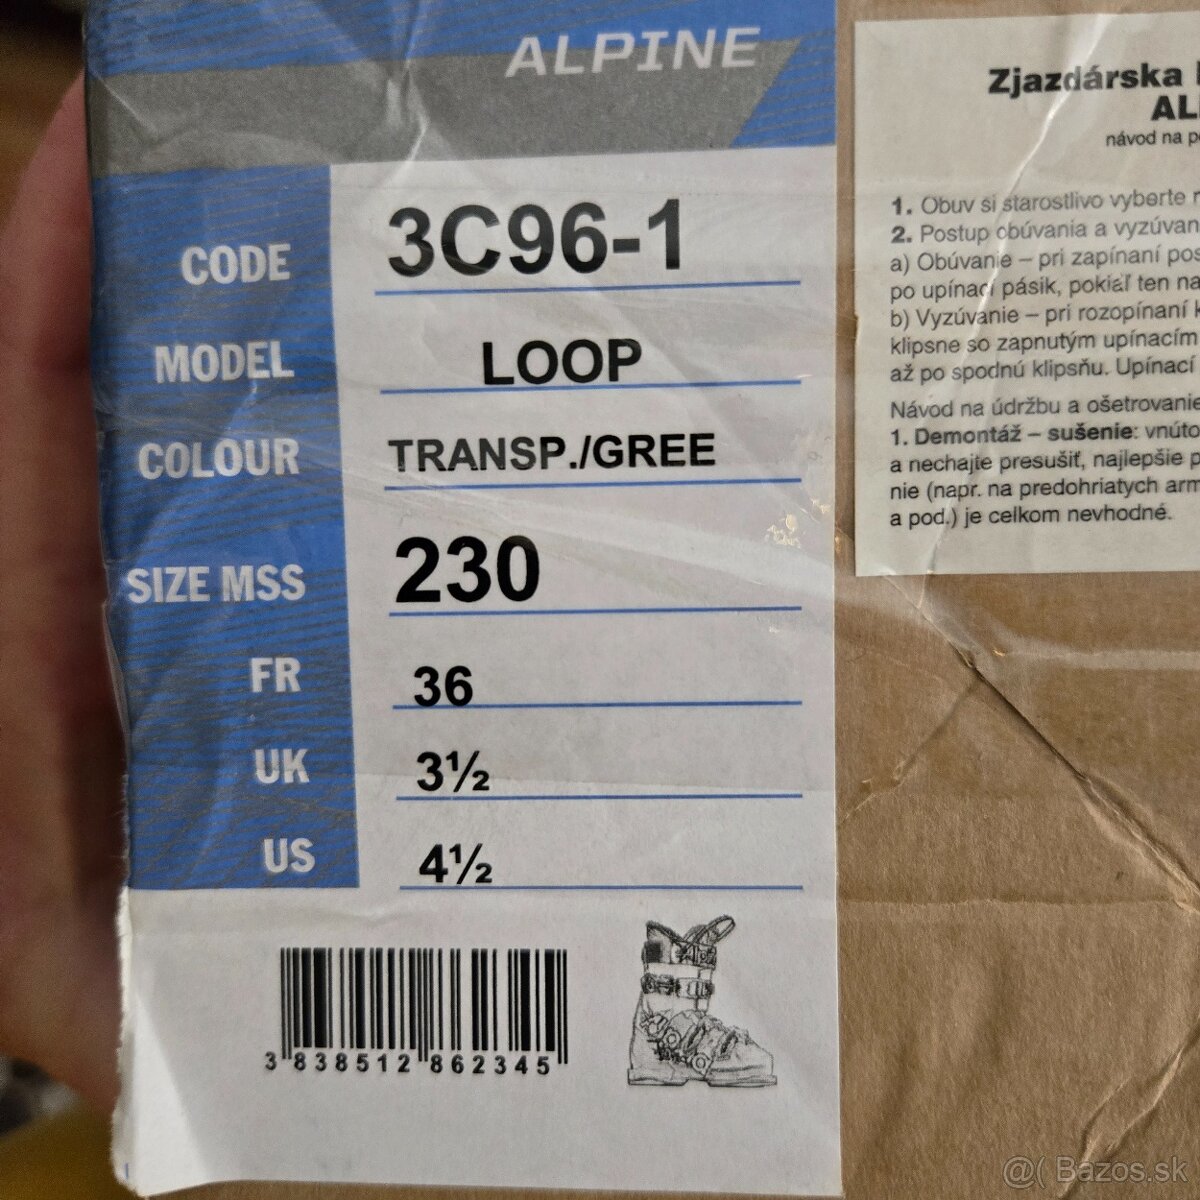 ALPINE
CODE 3C96-1
MODEL LOOP
COLOUR TRANSP./GREE
SIZE MSS 230
FR 36
UK 3½
US 4½
3 838512 862345
Zjazdárska
návod na
1. Obuv si starostlivo vyberte
2. Postup obúvania a
a) Obúvanie – pri zapínaní
po upínací pásik, pokiaľ ten
b) Vyzúvanie – pri rozopínaní
klipsne so zapnutým upínacím
až po spodnú klipsňu. Upínací
Návod na údržbu a
1. Demontáž – sušenie:
a nechajte presušiť, najlepšie
nie (napr. na predohriatych
a pod.) je celkom nevhodné.
@( Bazos.sk